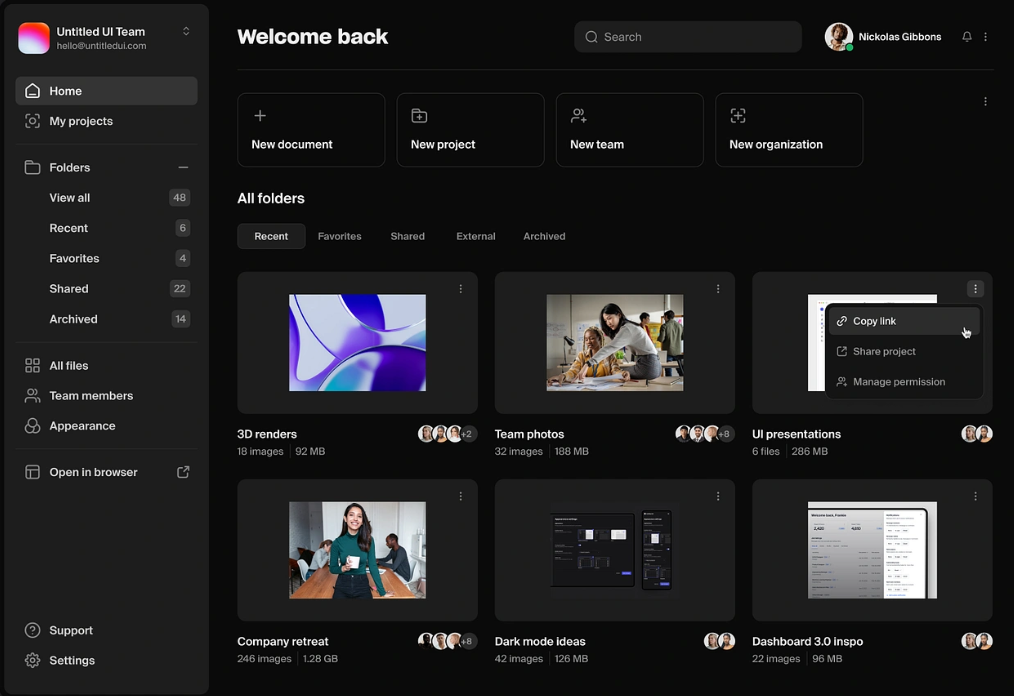 Untitled UI Team
hello@untitledui.com
Home
My projects
Folders
View all 48
Recent 6
Favorites 4
Shared 22
Archived 14
All files
Team members
Appearance
Open in browser
Support
Settings
Welcome back
Search
Nickolas Gibbons
New document
New project
New team
New organization
All folders
Recent Favorites Shared External Archived
Copy link
Share project
Manage permission
3D renders
+2
18 images 92 MB
Team photos
+8
32 images 188 MB
UI presentations
6 files 286 MB
Company retreat
+8
246 images 1.28 GB
Dark mode ideas
42 images 126 MB
Dashboard 3.0 inspo
22 images 96 MB